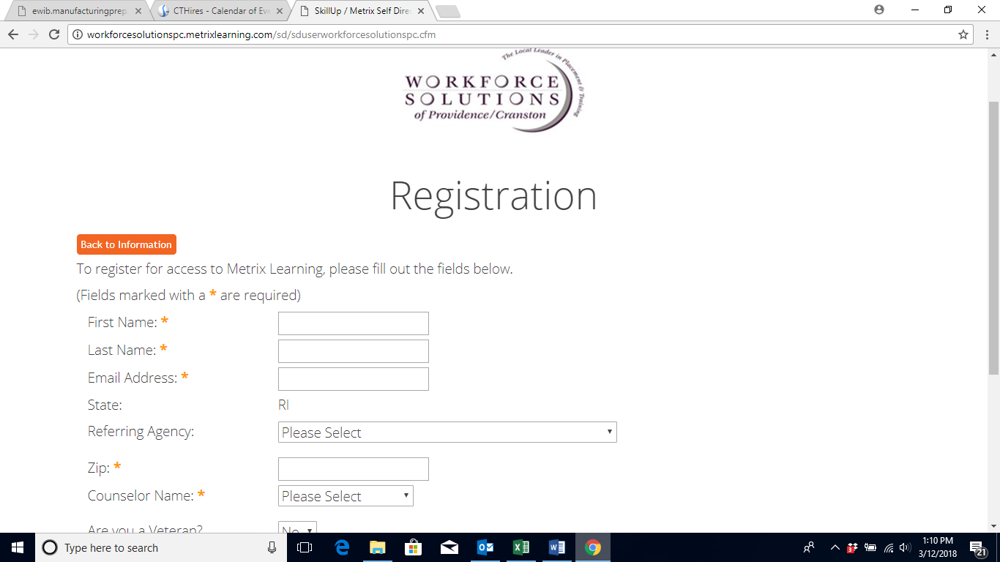 ewib.manufacturingprep.
CTHires - Calendar of Eve
SkillUp / Metrix Self Dire
workforcesolutionspc.metrixlearning.com/sd/sduserworkforcesolutionspc.cfm
The Local Leader in Placement & Training
WORKFORCE
SOLUTIONS
of Providence/Cranston
Registration
Back to Information
To register for access to Metrix Learning, please fill out the fields below.
(Fields marked with a * are required)
First Name: *
Last Name: *
Email Address: *
State: RI
Referring Agency: Please Select
Zip: *
Counselor Name: * Please Select
Are you a Veteran? No
Type here to search
1:10 PM
3/12/2018
21